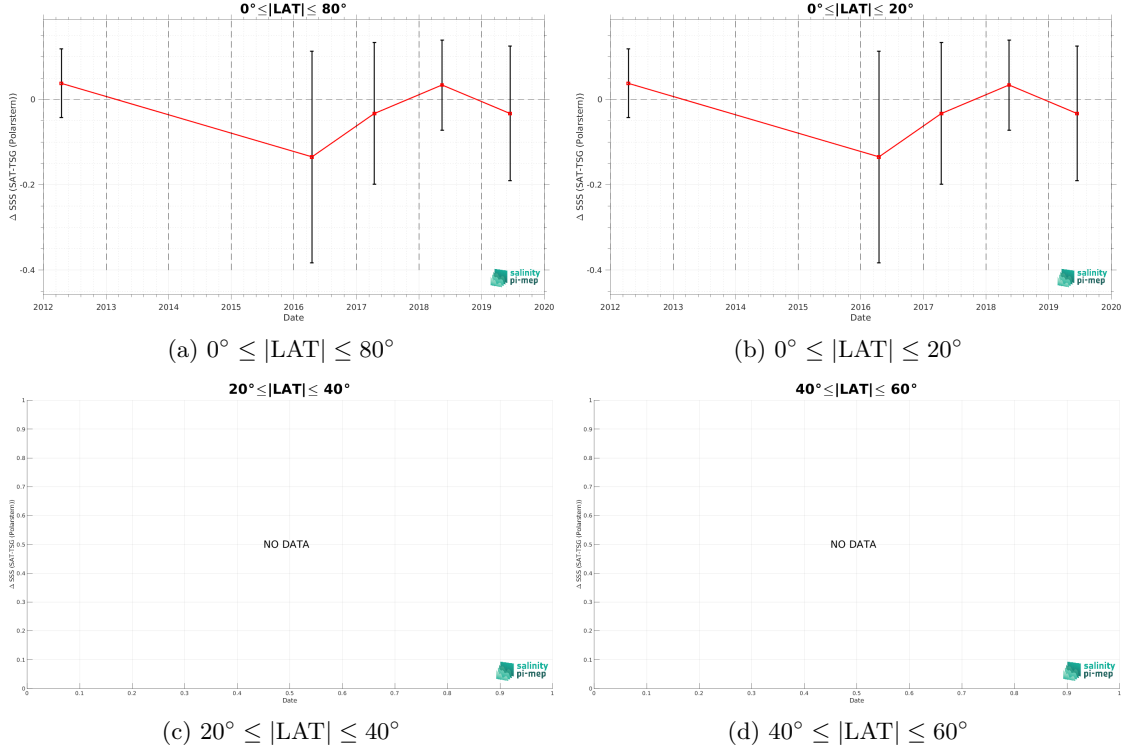 0°≤|LAT|≤ 80°
Δ SSS (SAT-TSG (Polarstern))
0
-0.2
-0.4
2012 2013 2014 2015 2016 2017 2018 2019 2020
Date
salinity
pi-mep
(a) 0° ≤ |LAT| ≤ 80°
0°≤|LAT|≤ 20°
Δ SSS (SAT-TSG (Polarstern))
0
-0.2
-0.4
2012 2013 2014 2015 2016 2017 2018 2019 2020
Date
salinity
pi-mep
(b) 0° ≤ |LAT| ≤ 20°
20°≤|LAT|≤ 40°
Δ SSS (SAT-TSG (Polarstern))
1
0.9
0.8
0.7
0.6
0.5
0.4
0.3
0.2
0.1
0
NO DATA
0 0.1 0.2 0.3 0.4 0.5 0.6 0.7 0.8 0.9 1
Date
salinity
pi-mep
(c) 20° ≤ |LAT| ≤ 40°
40°≤|LAT|≤ 60°
Δ SSS (SAT-TSG (Polarstern))
1
0.9
0.8
0.7
0.6
0.5
0.4
0.3
0.2
0.1
0
NO DATA
0 0.1 0.2 0.3 0.4 0.5 0.6 0.7 0.8 0.9 1
Date
salinity
pi-mep
(d) 40° ≤ |LAT| ≤ 60°